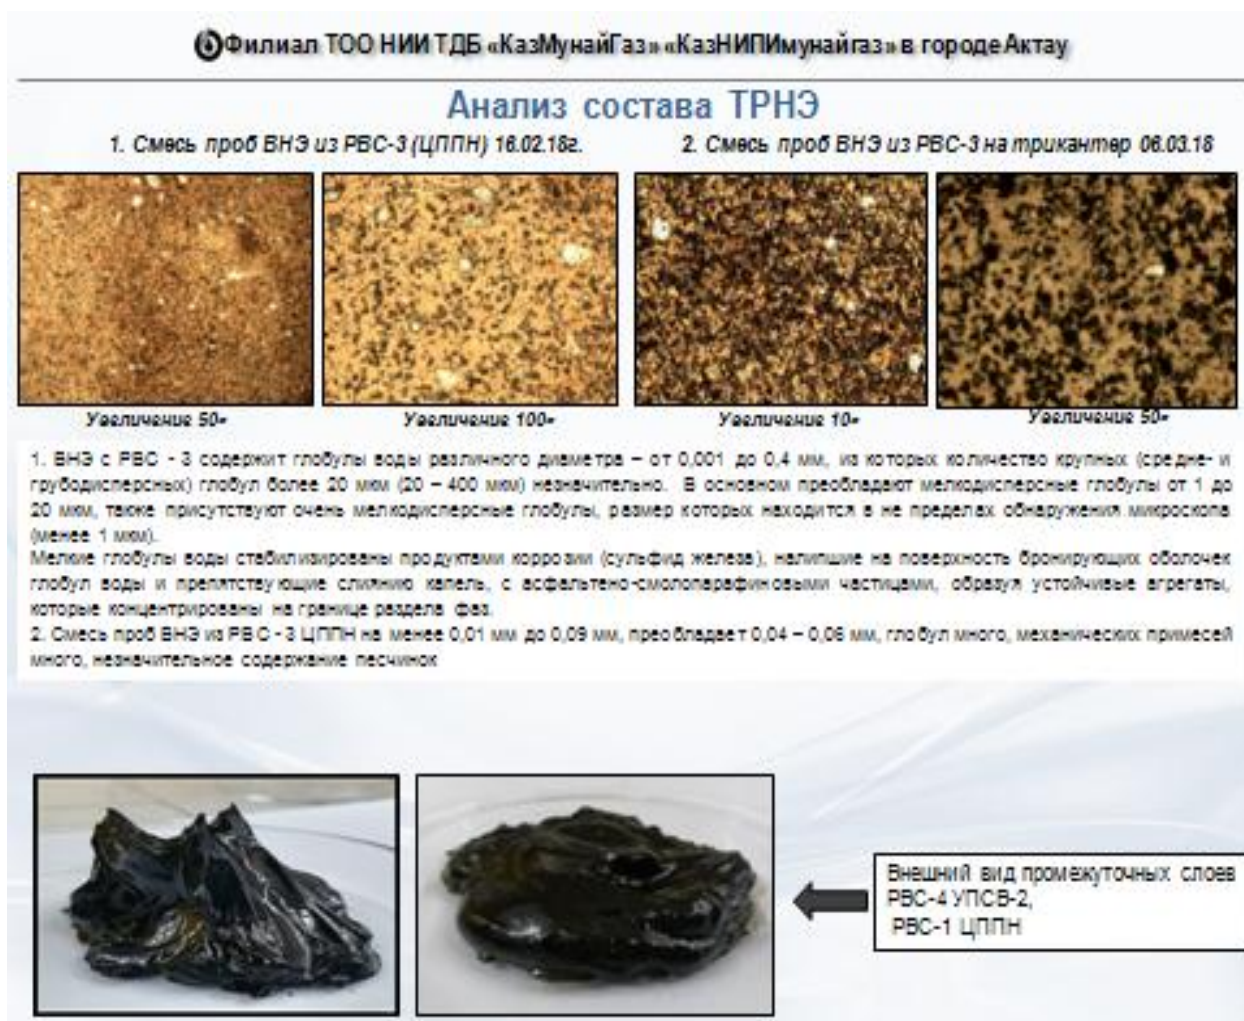 Филиал ТОО НИИ ТДБ «КазМунайГаз» «КазНИПИмунайгаз» в городе Актау
Анализ состава ТРНЭ
1. Смесь проб ВНЭ из РВС-3 (ЦППН) 16.02.18г.
2. Смесь проб ВНЭ из РВС-3 на трикантер 06.03.18
Увеличение 50×
Увеличение 100×
Увеличение 10×
Увеличение 50×
1. ВНЭ с РВС - 3 содержит глобулы воды различного диаметра – от 0,001 до 0,4 мм, из которых количество крупных (средне- и
грубодисперсных) глобул более 20 мкм (20 – 400 мкм) незначительно. В основном преобладают мелкодисперсные глобулы от 1 до
20 мкм, также присутствуют очень мелкодисперсные глобулы, размер которых находится в не пределах обнаружения микроскопа
(менее 1 мкм).
Мелкие глобулы воды стабилизированы продуктами коррозии (сульфид железа), налипшие на поверхность бронирующих оболочек
глобул воды и препятствующие слиянию капель, с асфальтено-смолопарафиновыми частицами, образуя устойчивые агрегаты,
которые концентрированы на границе раздела фаз.
2. Смесь проб ВНЭ из РВС - 3 ЦППН на менее 0,01 мм до 0,09 мм, преобладает 0,04 – 0,06 мм, глобул много, механических примесей
много, незначительное содержание песчинок
Внешний вид промежуточных слоев
РВС-4 УПСВ-2,
РВС-1 ЦППН